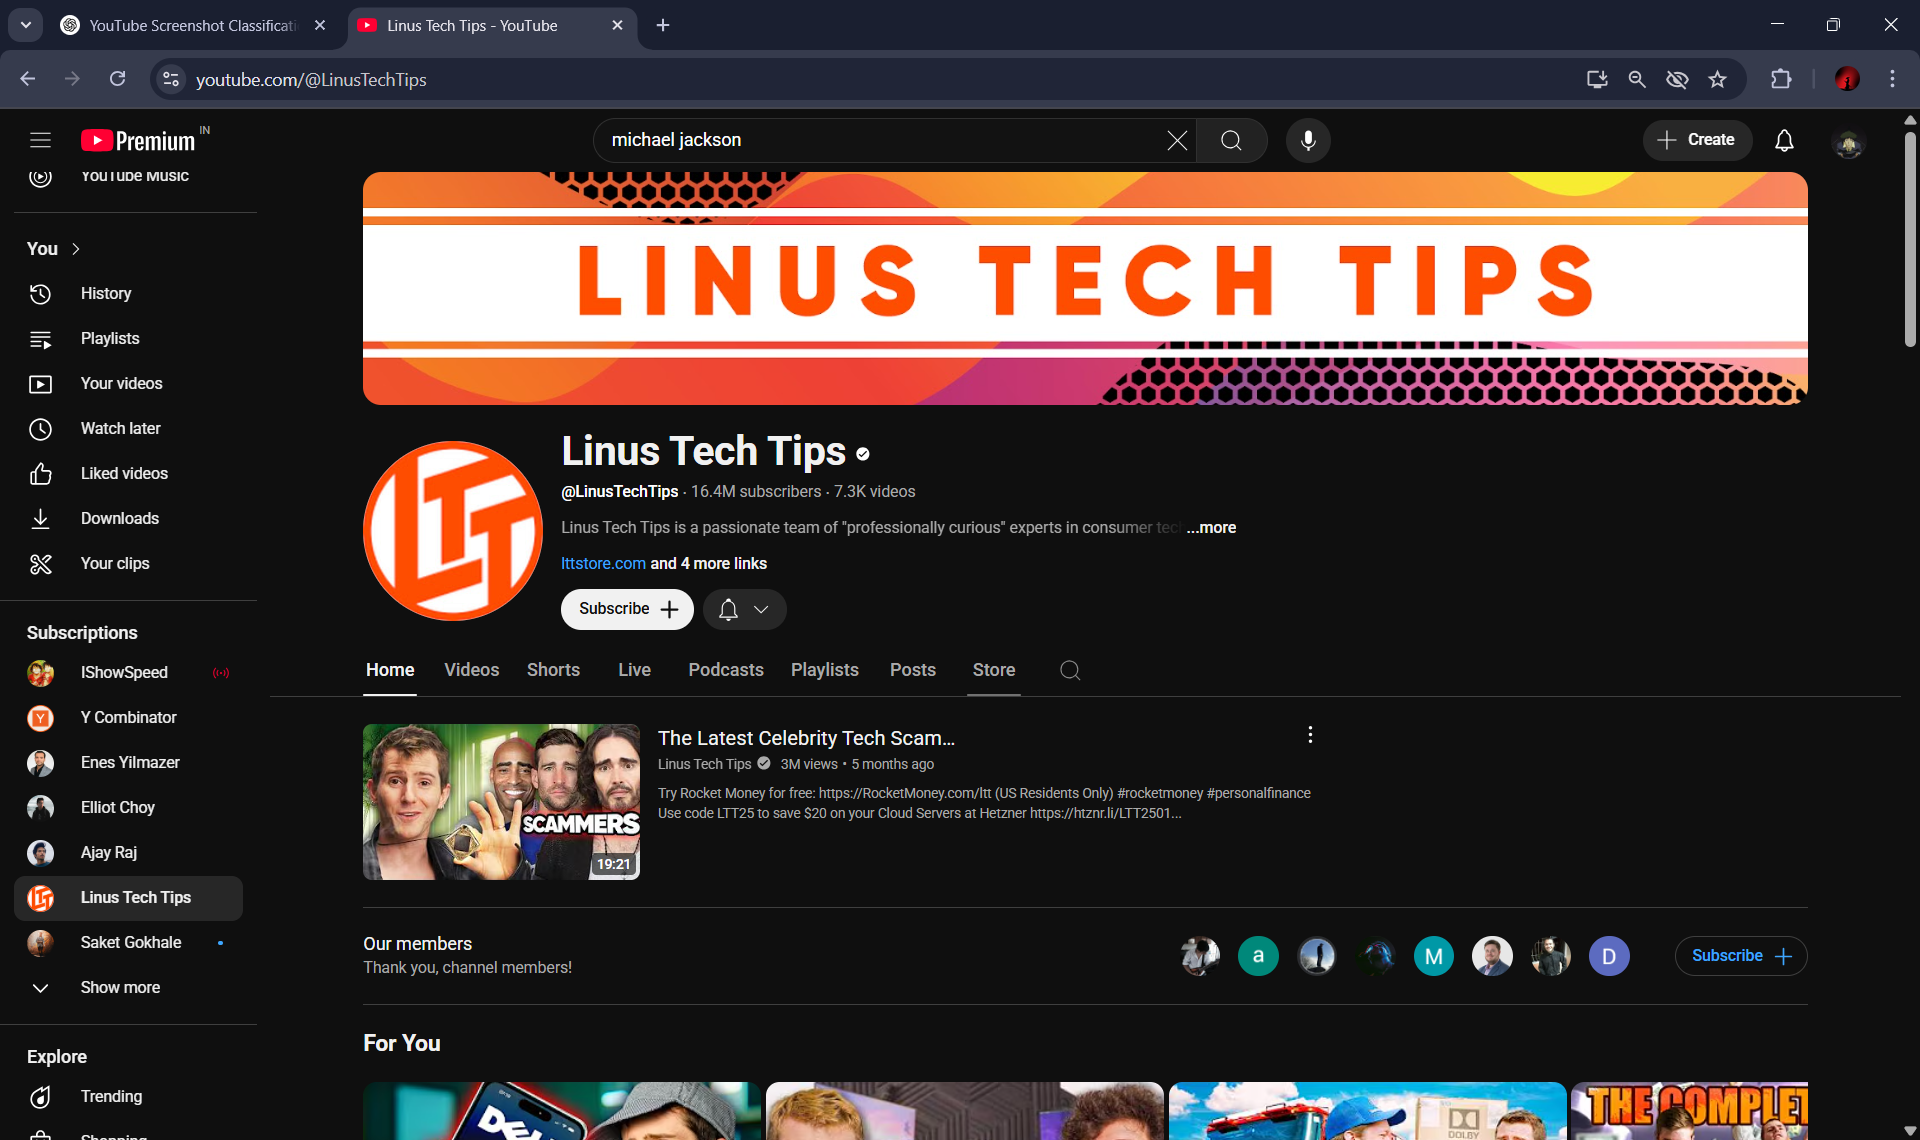 YouTube Screenshot Classificati
Linus Tech Tips - YouTube
youtube.com/@LinusTechTips
Premium IN
michael jackson
Create
YouTube Music
You
History
Playlists
Your videos
Watch later
Liked videos
Downloads
Your clips
Subscriptions
IShowSpeed
Y Combinator
Enes Yilmazer
Elliot Choy
Ajay Raj
Linus Tech Tips
Saket Gokhale
Show more
Explore
Trending
Shopping
LINUS TECH TIPS
LTT
Linus Tech Tips
@LinusTechTips · 16.4M subscribers · 7.3K videos
Linus Tech Tips is a passionate team of "professionally curious" experts in consumer tec ...more
lttstore.com and 4 more links
Subscribe
Home Videos Shorts Live Podcasts Playlists Posts Store
SCAMMERS
19:21
The Latest Celebrity Tech Scam...
Linus Tech Tips 3M views • 5 months ago
Try Rocket Money for free: https://RocketMoney.com/ltt (US Residents Only) #rocketmoney #personalfinance
Use code LTT25 to save $20 on your Cloud Servers at Hetzner https://htznr.li/LTT2501...
Our members
Thank you, channel members!
a
M
D
Subscribe
For You
DELL
DOLBY
THE COMPLET